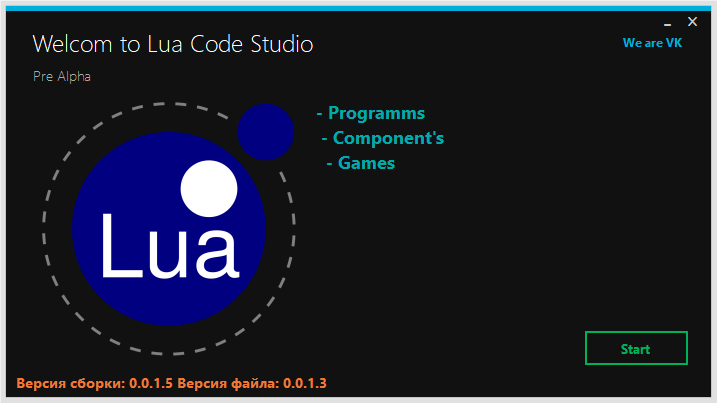 Welcom to Lua Code Studio
We are VK
Pre Alpha
- Programms
- Component's
- Games
Lua
Start
Версия сборки: 0.0.1.5 Версия файла: 0.0.1.3